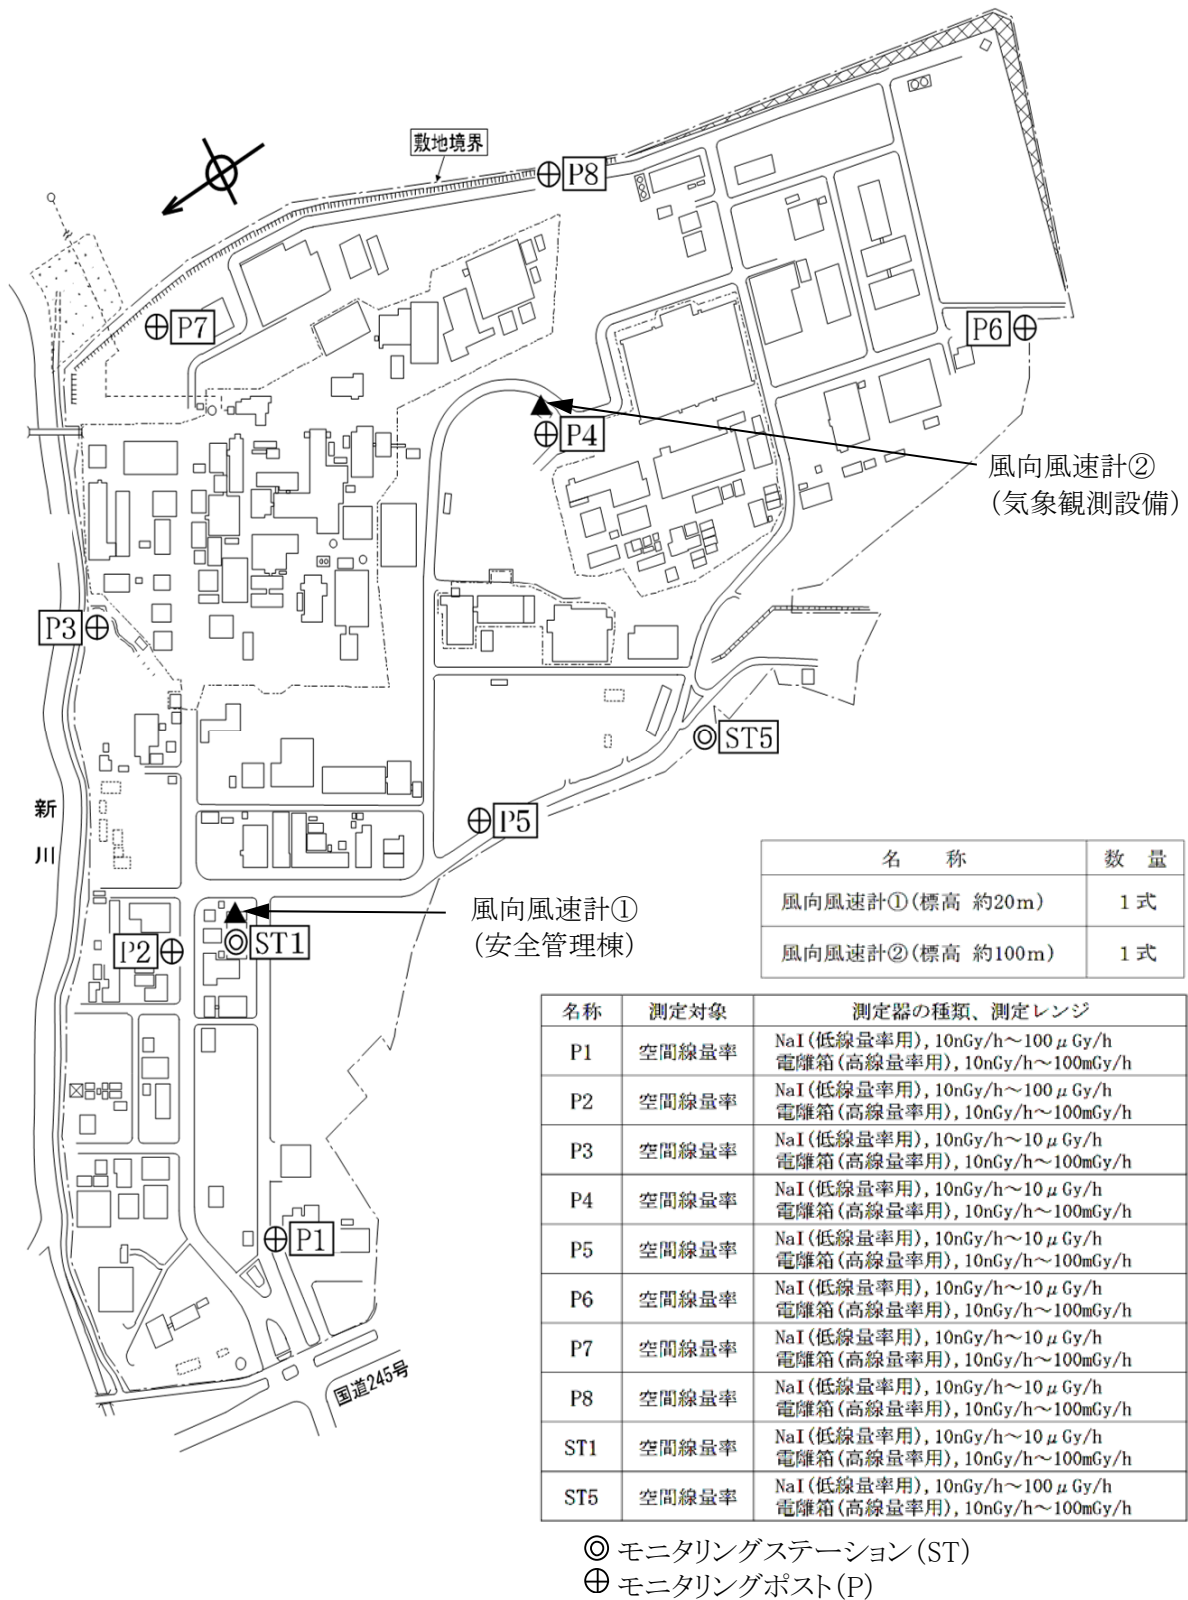 敷地境界
P8
P7
P6
P4
風向風速計②
(気象観測設備)
P3
ST5
新川
P5
風向風速計①
(安全管理棟)
ST1
P2
P1
国道245号
名　称 数　量
風向風速計①(標高 約20m) 1式
風向風速計②(標高 約100m) 1式
名称 測定対象 測定器の種類、測定レンジ
P1 空間線量率 NaI(低線量率用),10nGy/h～100μGy/h
電離箱(高線量率用),10nGy/h～100mGy/h
P2 空間線量率 NaI(低線量率用),10nGy/h～100μGy/h
電離箱(高線量率用),10nGy/h～100mGy/h
P3 空間線量率 NaI(低線量率用),10nGy/h～10μGy/h
電離箱(高線量率用),10nGy/h～100mGy/h
P4 空間線量率 NaI(低線量率用),10nGy/h～10μGy/h
電離箱(高線量率用),10nGy/h～100mGy/h
P5 空間線量率 NaI(低線量率用),10nGy/h～10μGy/h
電離箱(高線量率用),10nGy/h～100mGy/h
P6 空間線量率 NaI(低線量率用),10nGy/h～10μGy/h
電離箱(高線量率用),10nGy/h～100mGy/h
P7 空間線量率 NaI(低線量率用),10nGy/h～10μGy/h
電離箱(高線量率用),10nGy/h～100mGy/h
P8 空間線量率 NaI(低線量率用),10nGy/h～10μGy/h
電離箱(高線量率用),10nGy/h～100mGy/h
ST1 空間線量率 NaI(低線量率用),10nGy/h～10μGy/h
電離箱(高線量率用),10nGy/h～100mGy/h
ST5 空間線量率 NaI(低線量率用),10nGy/h～100μGy/h
電離箱(高線量率用),10nGy/h～100mGy/h
◎ モニタリングステーション(ST)
⊕ モニタリングポスト(P)